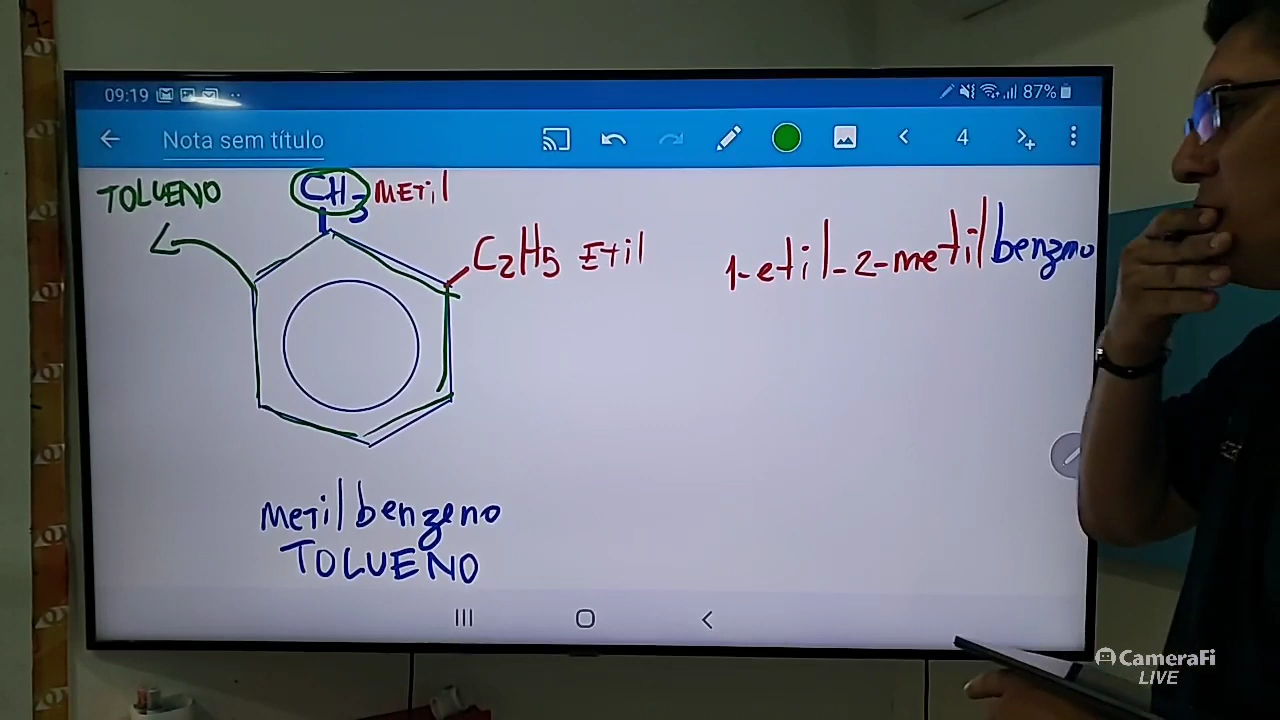 09:19
87%
Nota sem título
4
TOLUENO
CH3 METIL
C2H5 Etil
1-etil-2-metilbenzeno
metilbenzeno
TOLUENO
CameraFi
LIVE